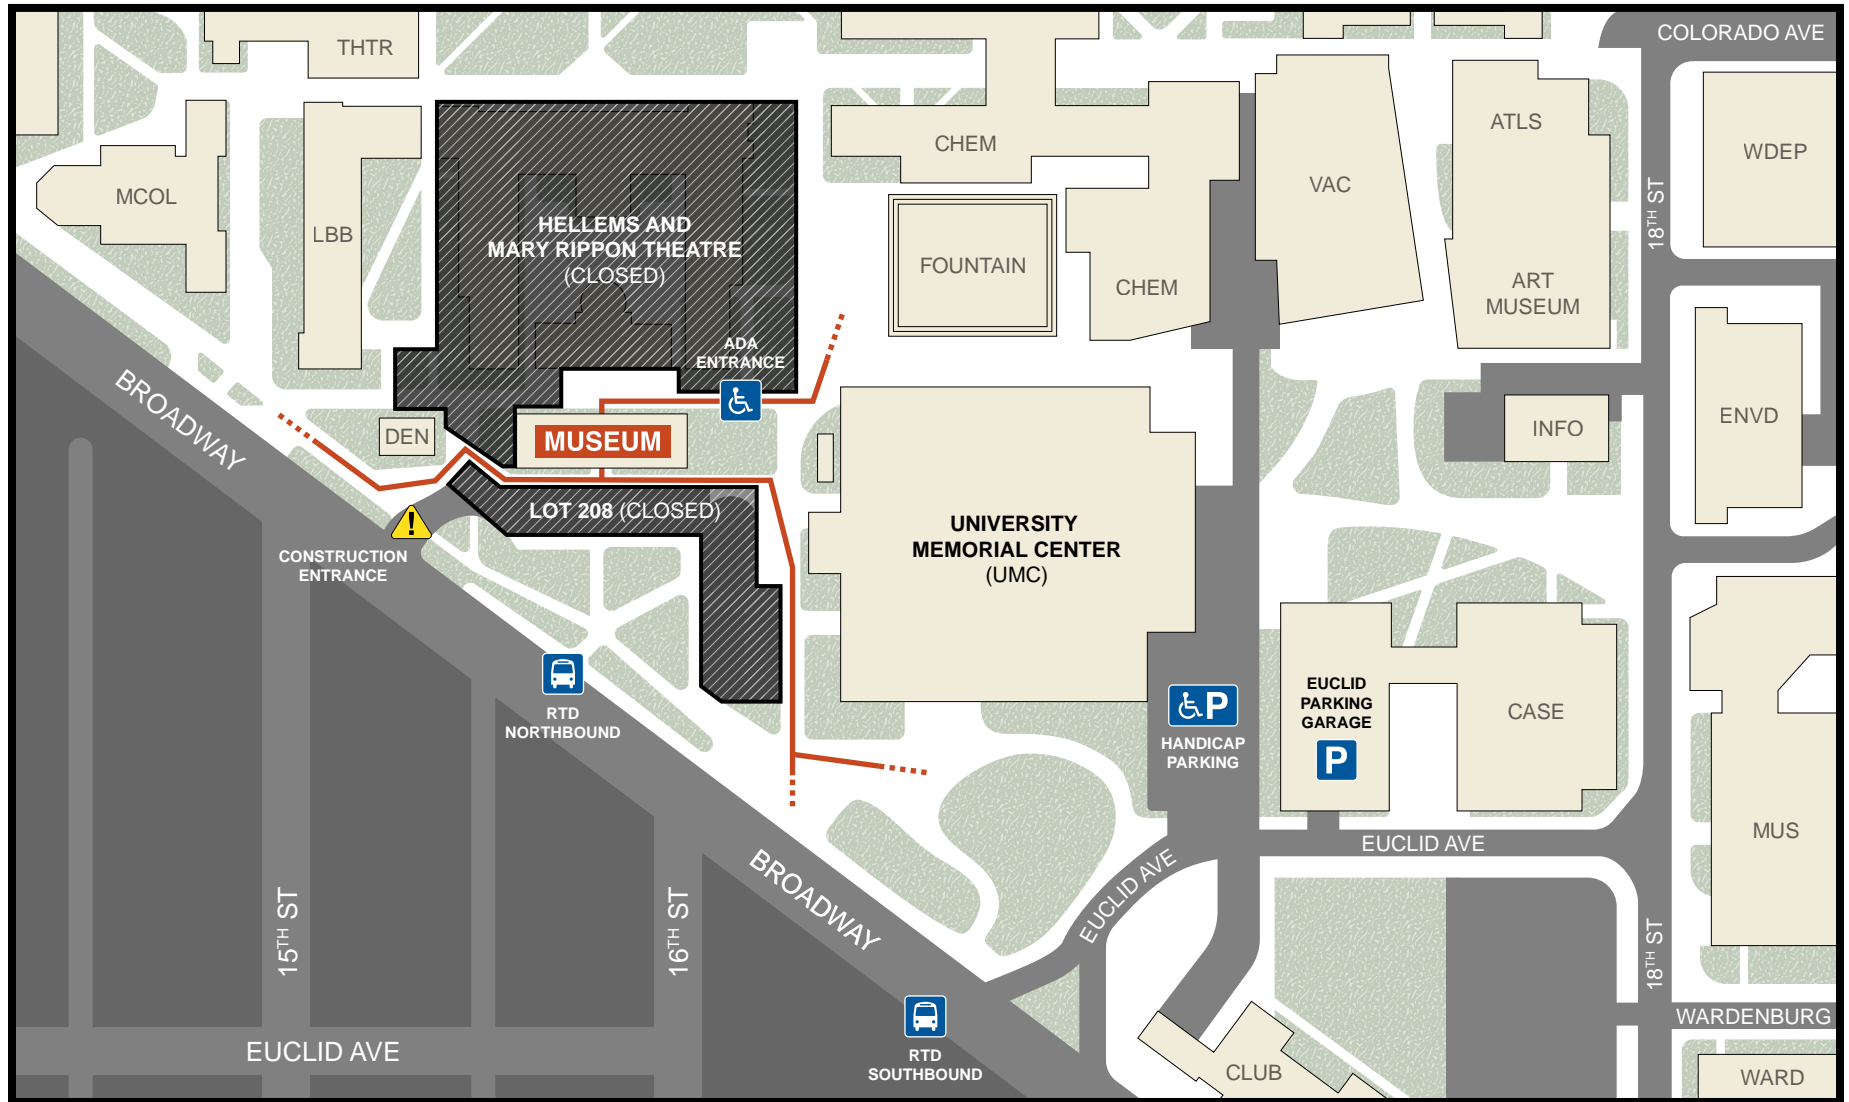 THTR
COLORADO AVE
CHEM
ATLS
WDEP
MCOL
VAC
18TH ST
LBB
HELLEMS AND
MARY RIPPON THEATRE
(CLOSED)
FOUNTAIN
CHEM
ART
MUSEUM
ADA
ENTRANCE
BROADWAY
DEN
MUSEUM
INFO
ENVD
LOT 208 (CLOSED)
!
UNIVERSITY
MEMORIAL CENTER
(UMC)
CONSTRUCTION
ENTRANCE
RTD
NORTHBOUND
P
HANDICAP
PARKING
EUCLID
PARKING
GARAGE
P
CASE
MUS
EUCLID AVE
BROADWAY
EUCLID AVE
15TH ST
16TH ST
18TH ST
WARDENBURG
EUCLID AVE
RTD
SOUTHBOUND
CLUB
WARD